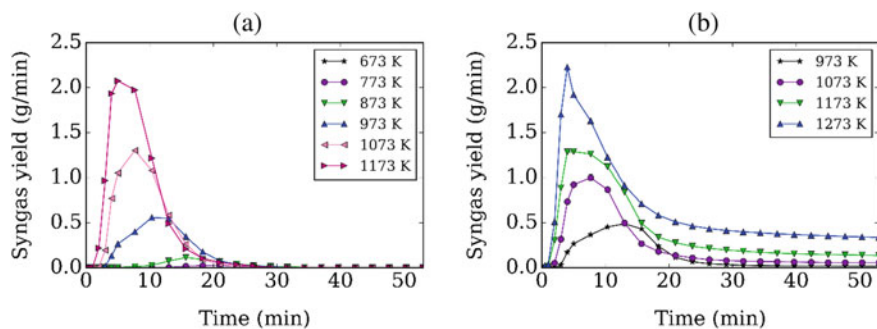 (a)
(b)
Syngas yield (g/min)
2.5
2.0
1.5
1.0
0.5
0.0
673 K
773 K
873 K
973 K
1073 K
1173 K
0 10 20 30 40 50
Time (min)
Syngas yield (g/min)
2.5
2.0
1.5
1.0
0.5
0.0
973 K
1073 K
1173 K
1273 K
0 10 20 30 40 50
Time (min)